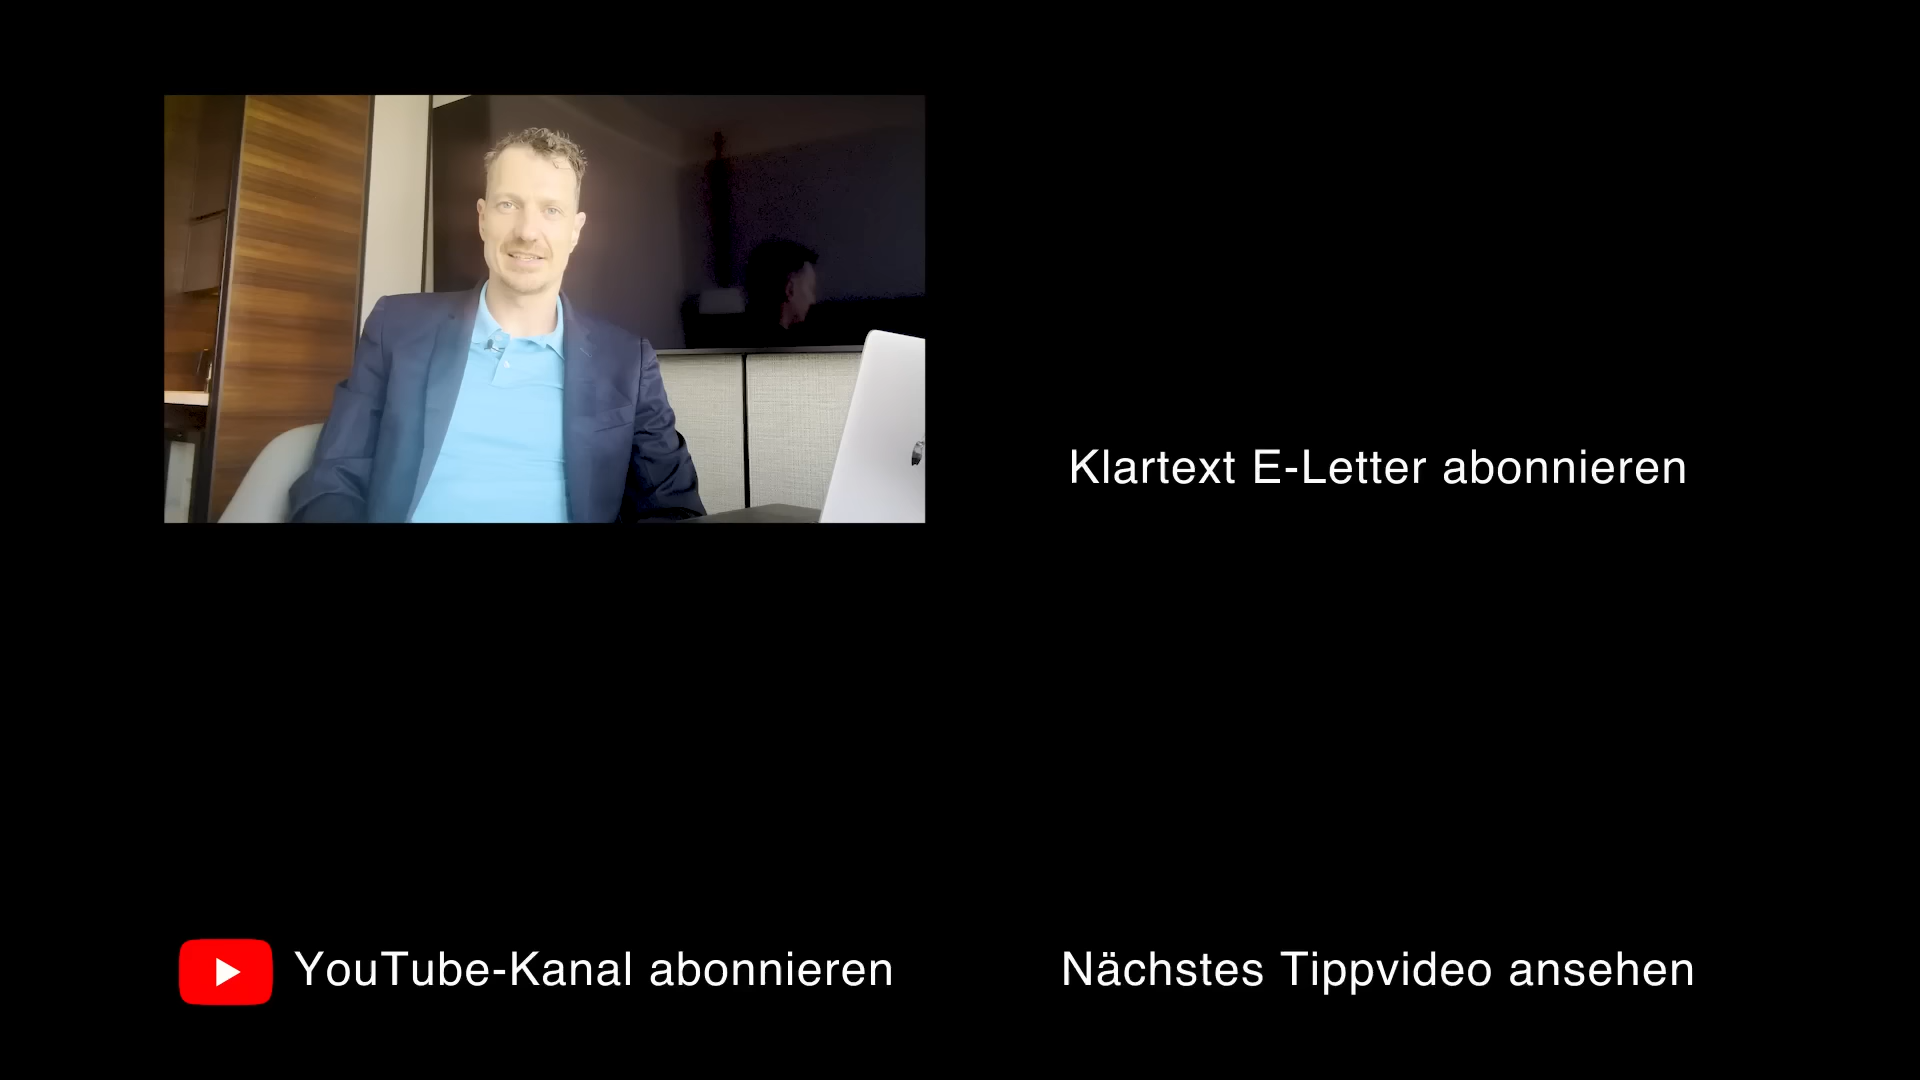 Klartext E-Letter abonnieren
YouTube-Kanal abonnieren
Nächstes Tippvideo ansehen